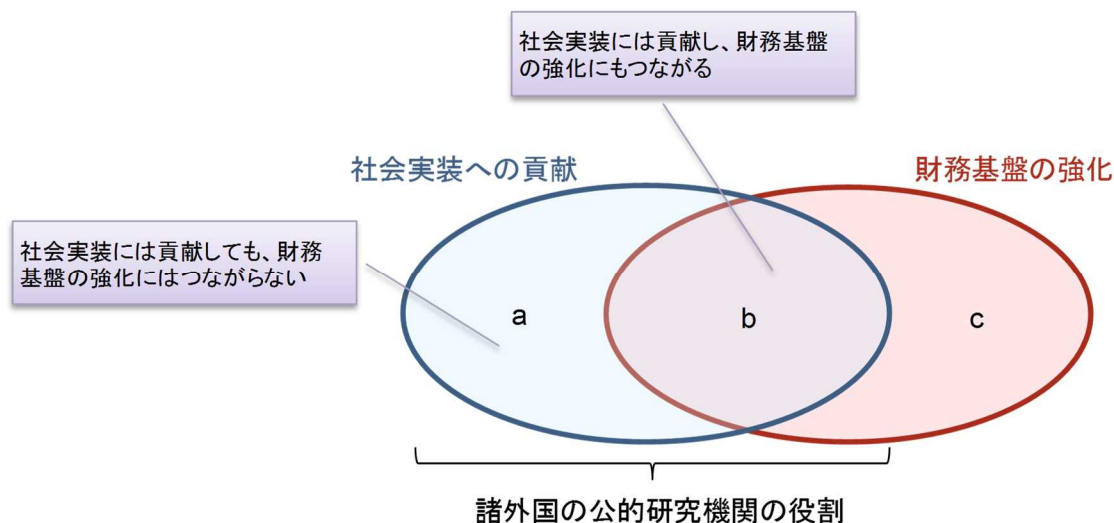 社会実装には貢献し、財務基盤
の強化にもつながる
社会実装への貢献
財務基盤の強化
社会実装には貢献しても、財務
基盤の強化にはつながらない
a
b
c
諸外国の公的研究機関の役割